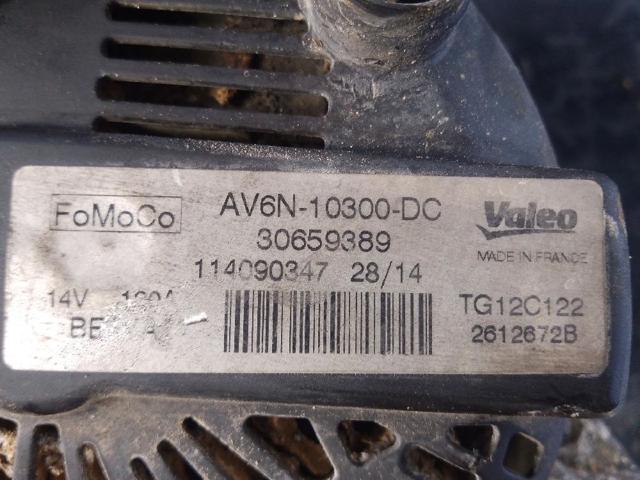 FoMoCo AV6N-10300-DC Valeo
30659389
MADE IN FRANCE
114090347 28/14
14V TG12C122
2612672B